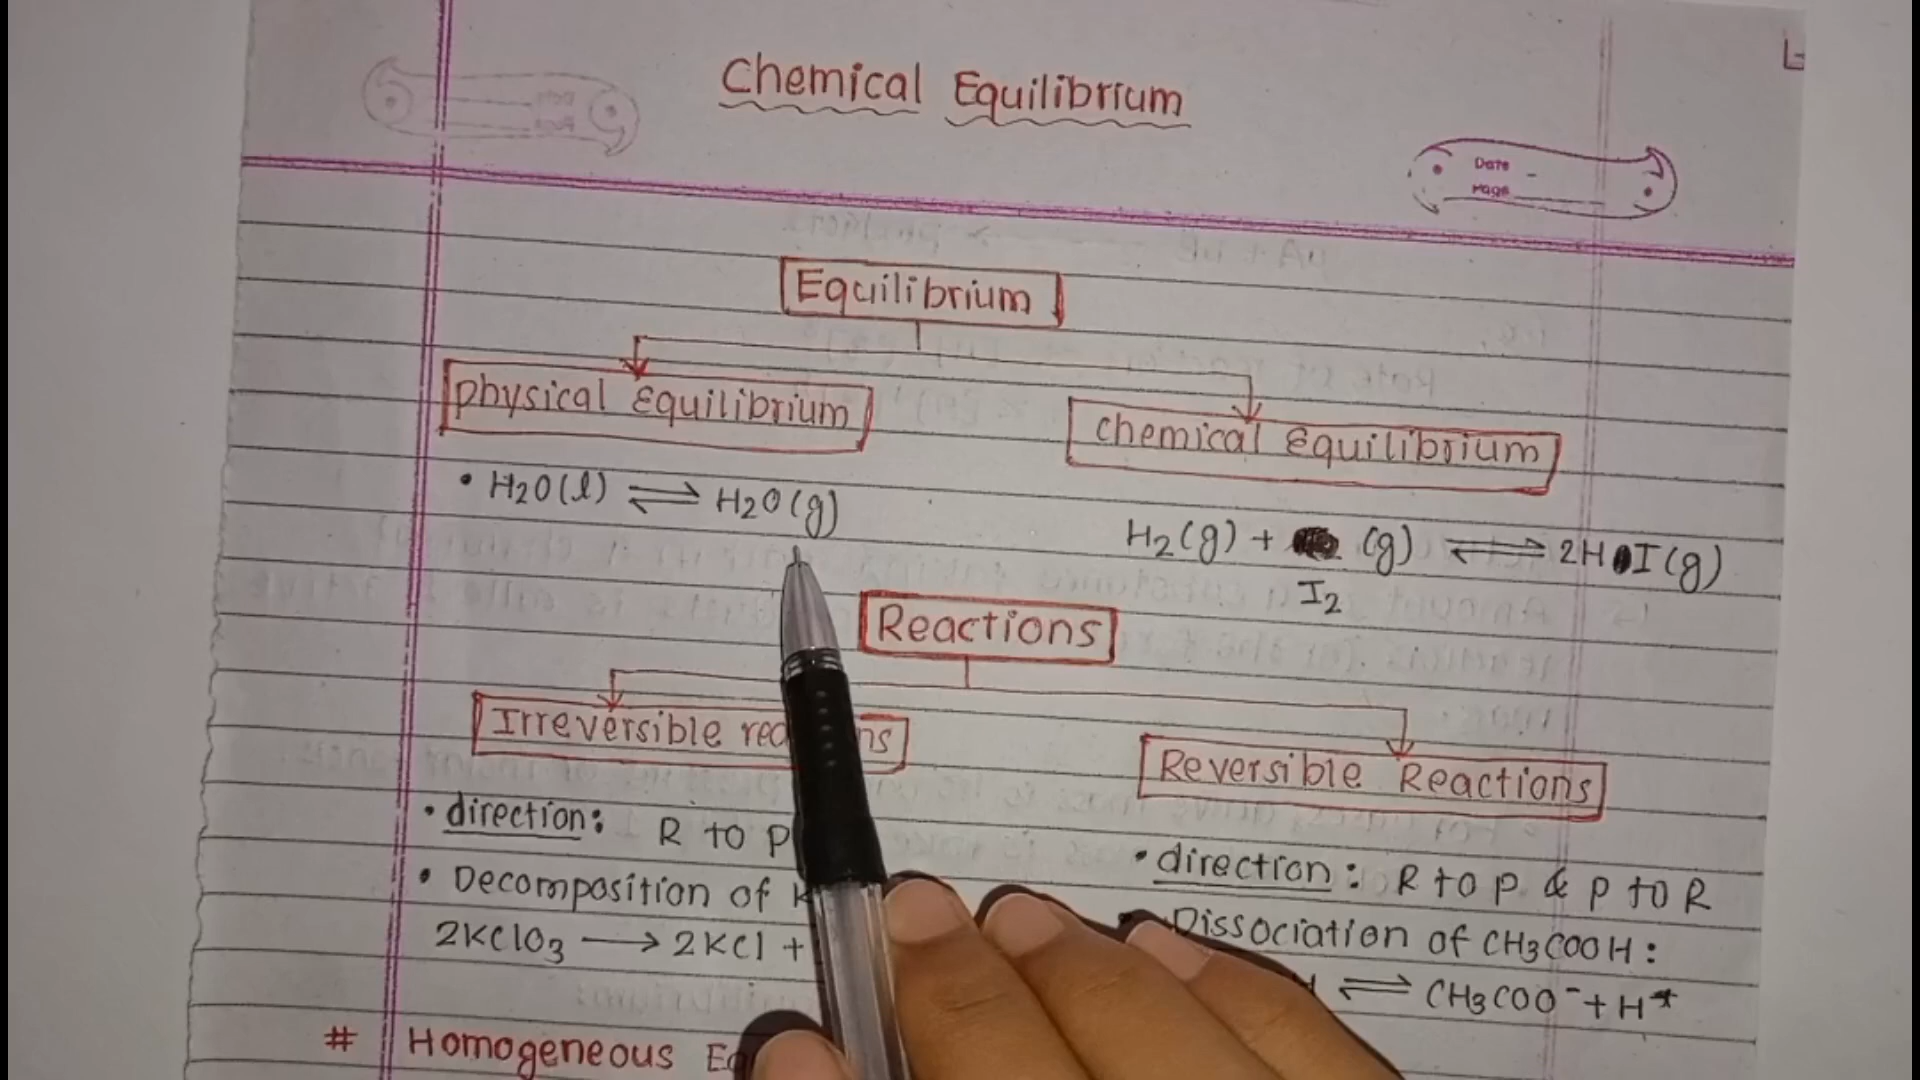 Chemical Equilibrium
Date
Page
Equilibrium
Physical Equilibrium
Chemical Equilibrium
• H2O(l) ⇌ H2O(g)
H2(g) + (g) ⇌ 2HI(g)
I2
Reactions
Irreversible
Reversible Reactions
• direction: R to P
• direction: R to P & P to R
• Decomposition of
• Dissociation of CH3COOH:
2KClO3 → 2KCl +
⇌ CH3COO⁻ + H⁺
# Homogeneous